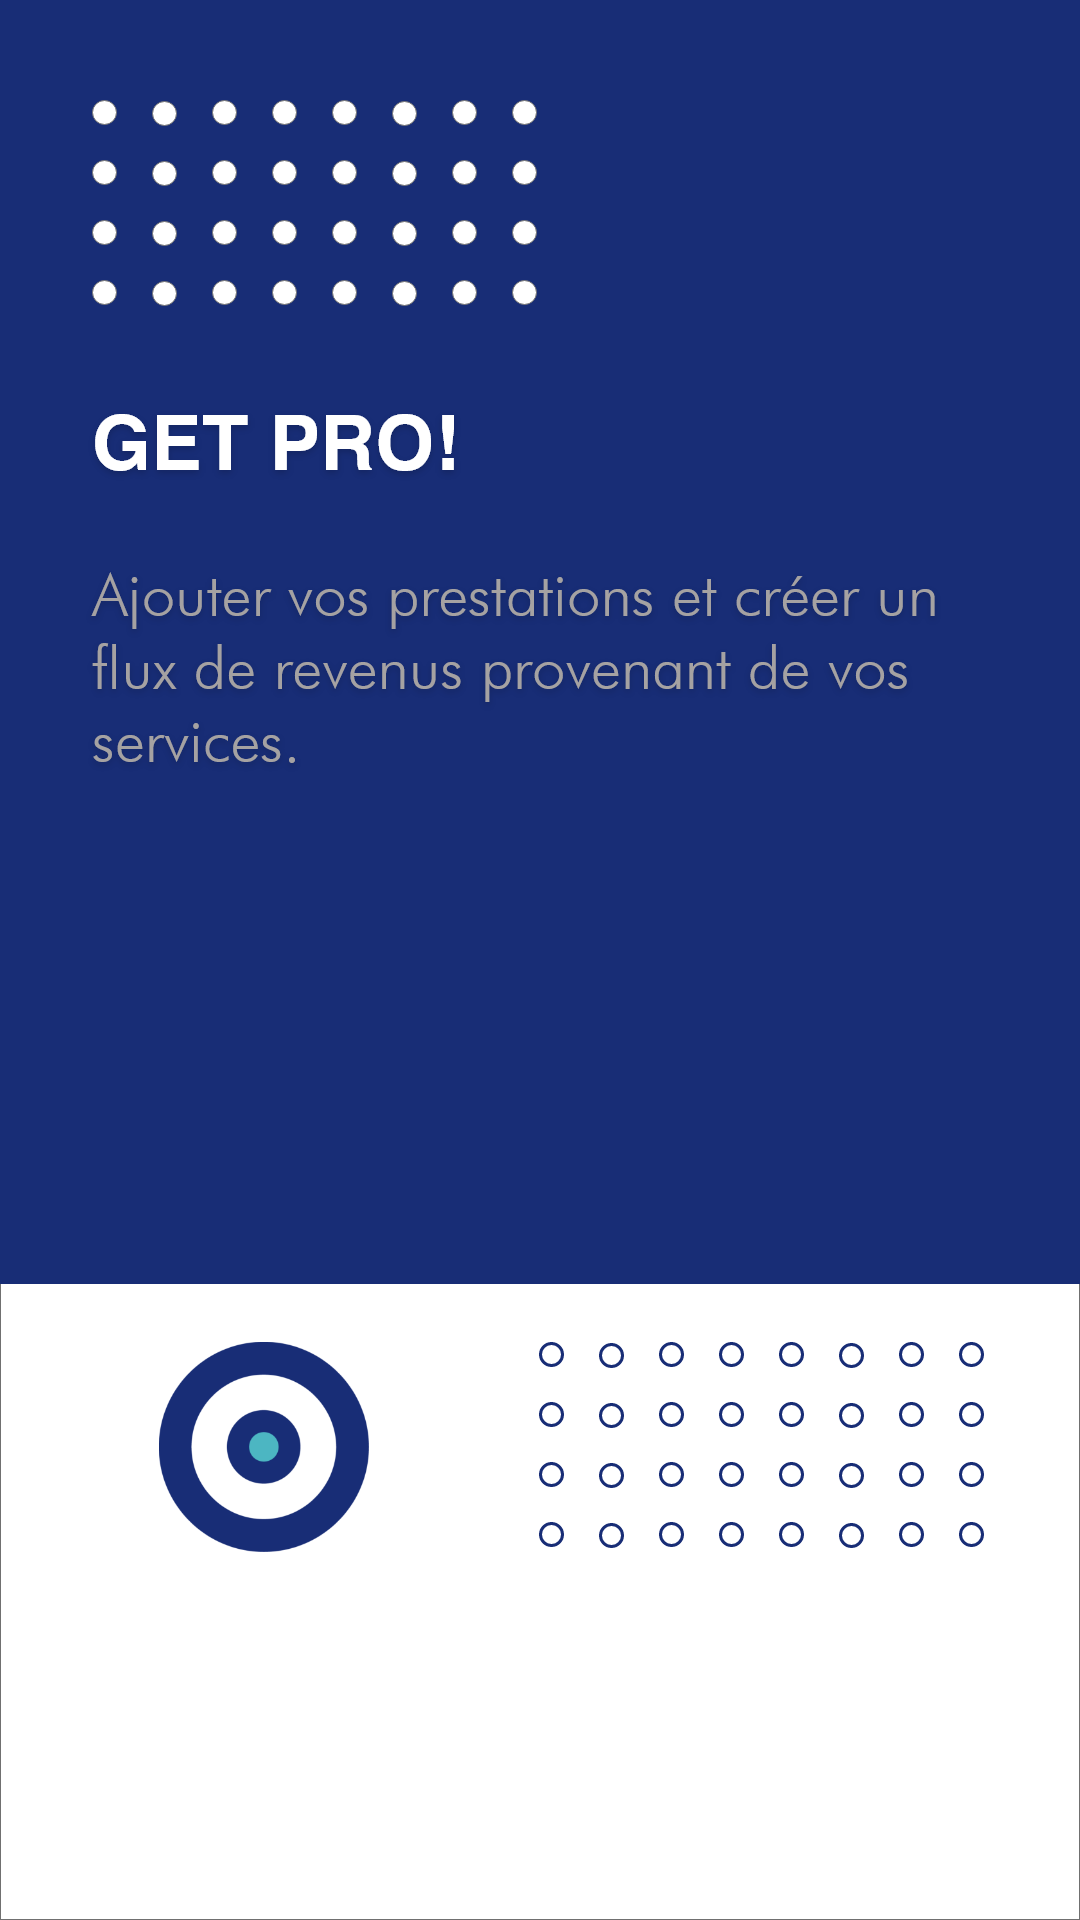 GET PRO!
Ajouter vos prestations et créer un
flux de revenus provenant de vos
services.